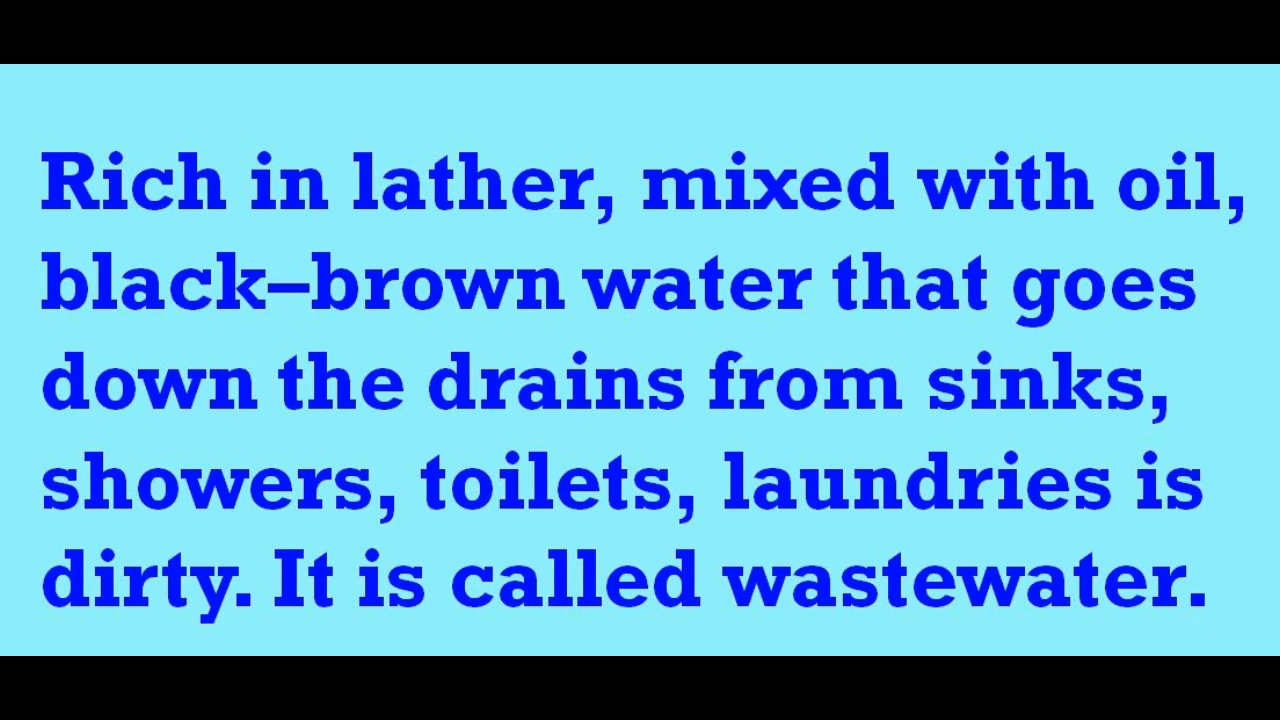 Rich in lather, mixed with oil,
black–brown water that goes
down the drains from sinks,
showers, toilets, laundries is
dirty. It is called wastewater.